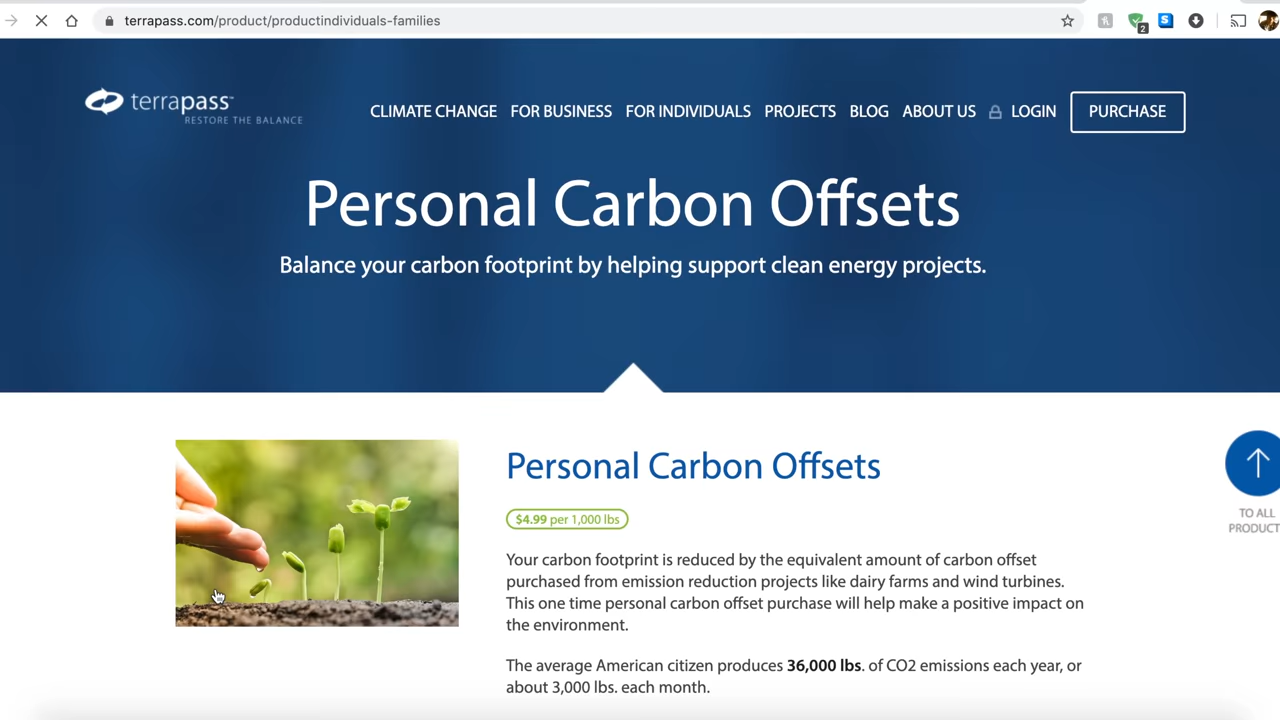 terrapass.com/product/productindividuals-families
2
terrapass
RESTORE THE BALANCE
CLIMATE CHANGE FOR BUSINESS FOR INDIVIDUALS PROJECTS BLOG ABOUT US LOGIN PURCHASE
Personal Carbon Offsets
Balance your carbon footprint by helping support clean energy projects.
Personal Carbon Offsets
$4.99 per 1,000 lbs
Your carbon footprint is reduced by the equivalent amount of carbon offset
purchased from emission reduction projects like dairy farms and wind turbines.
This one time personal carbon offset purchase will help make a positive impact on
the environment.
The average American citizen produces 36,000 lbs. of CO2 emissions each year, or
about 3,000 lbs. each month.
TO ALL
PRODUCT